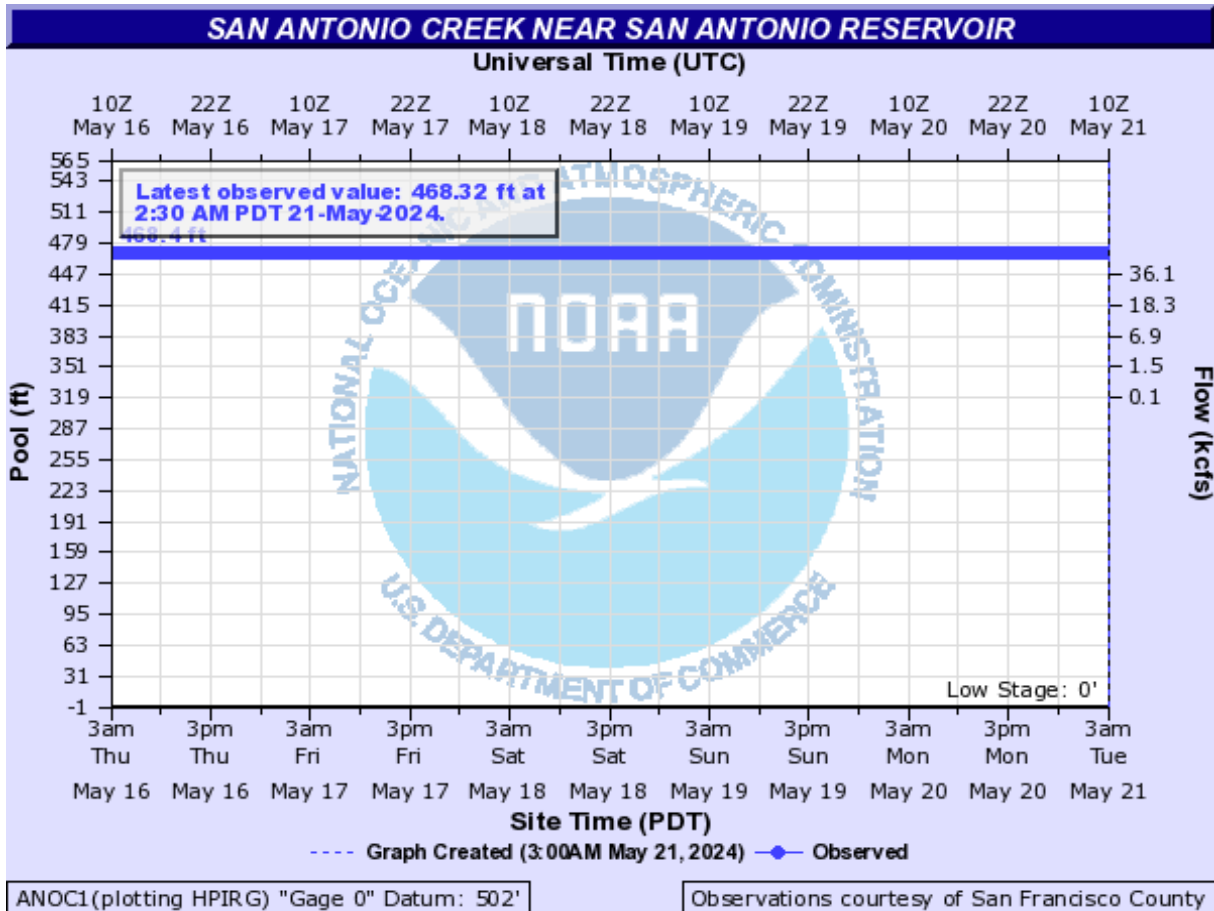 SAN ANTONIO CREEK NEAR SAN ANTONIO RESERVOIR
Universal Time (UTC)
10Z 22Z 10Z 22Z 10Z 22Z 10Z 22Z 10Z 22Z 10Z
May 16 May 16 May 17 May 17 May 18 May 18 May 19 May 19 May 20 May 20 May 21
565
543
Latest observed value: 468.32 ft at
511
2:30 AM PDT 21-May-2024.
468.4 ft
479
447 36.1
415 18.3
383 6.9
351 1.5
319 0.1
287
255
223
191
159
127
95
63
31
-1
Pool (ft)
Flow (kcfs)
NATIONAL OCEANIC AND ATMOSPHERIC ADMINISTRATION
NOAA
U.S. DEPARTMENT OF COMMERCE
Low Stage: 0'
3am 3pm 3am 3pm 3am 3pm 3am 3pm 3am 3pm 3am
Thu Thu Fri Fri Sat Sat Sun Sun Mon Mon Tue
May 16 May 16 May 17 May 17 May 18 May 18 May 19 May 19 May 20 May 20 May 21
Site Time (PDT)
Graph Created (3:00AM May 21, 2024) Observed
ANOC1(plotting HPIRG) "Gage 0" Datum: 502' Observations courtesy of San Francisco County